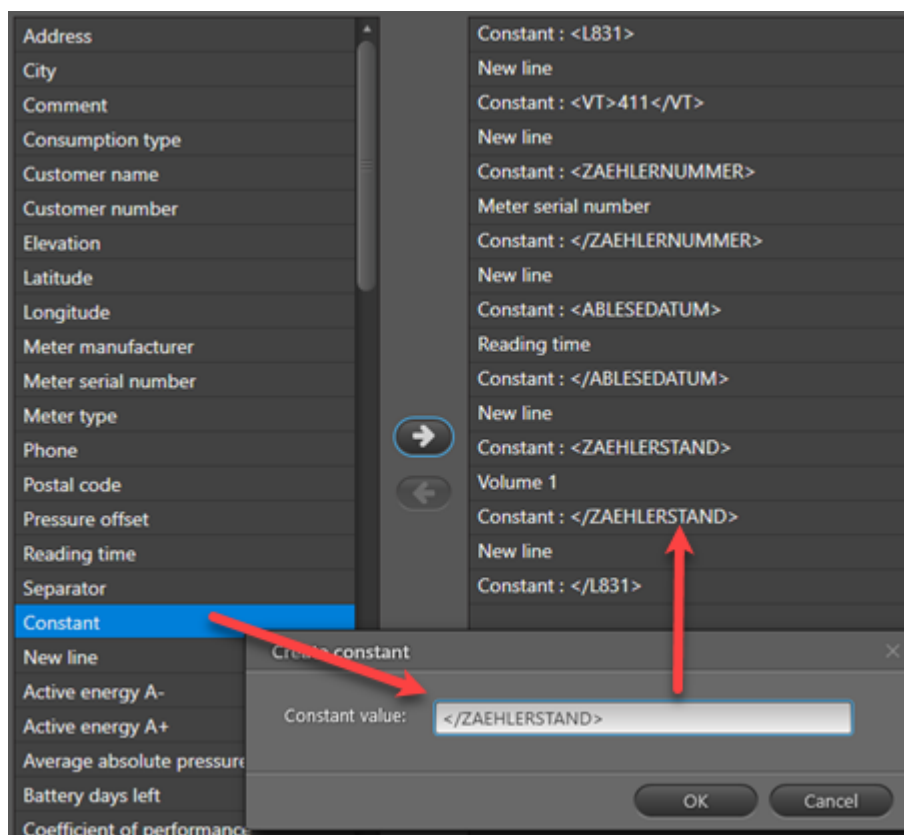 Address
City
Comment
Consumption type
Customer name
Customer number
Elevation
Latitude
Longitude
Meter manufacturer
Meter serial number
Meter type
Phone
Postal code
Pressure offset
Reading time
Separator
Constant
New line
Active energy A-
Active energy A+
Average absolute pressure
Battery days left
Coefficient of performance
Constant : <L831>
New line
Constant : <VT>411</VT>
New line
Constant : <ZAEHLERNUMMER>
Meter serial number
Constant : </ZAEHLERNUMMER>
New line
Constant : <ABLESEDATUM>
Reading time
Constant : </ABLESEDATUM>
New line
Constant : <ZAEHLERSTAND>
Volume 1
Constant : </ZAEHLERSTAND>
New line
Constant : </L831>
Create constant
Constant value: </ZAEHLERSTAND>
OK Cancel